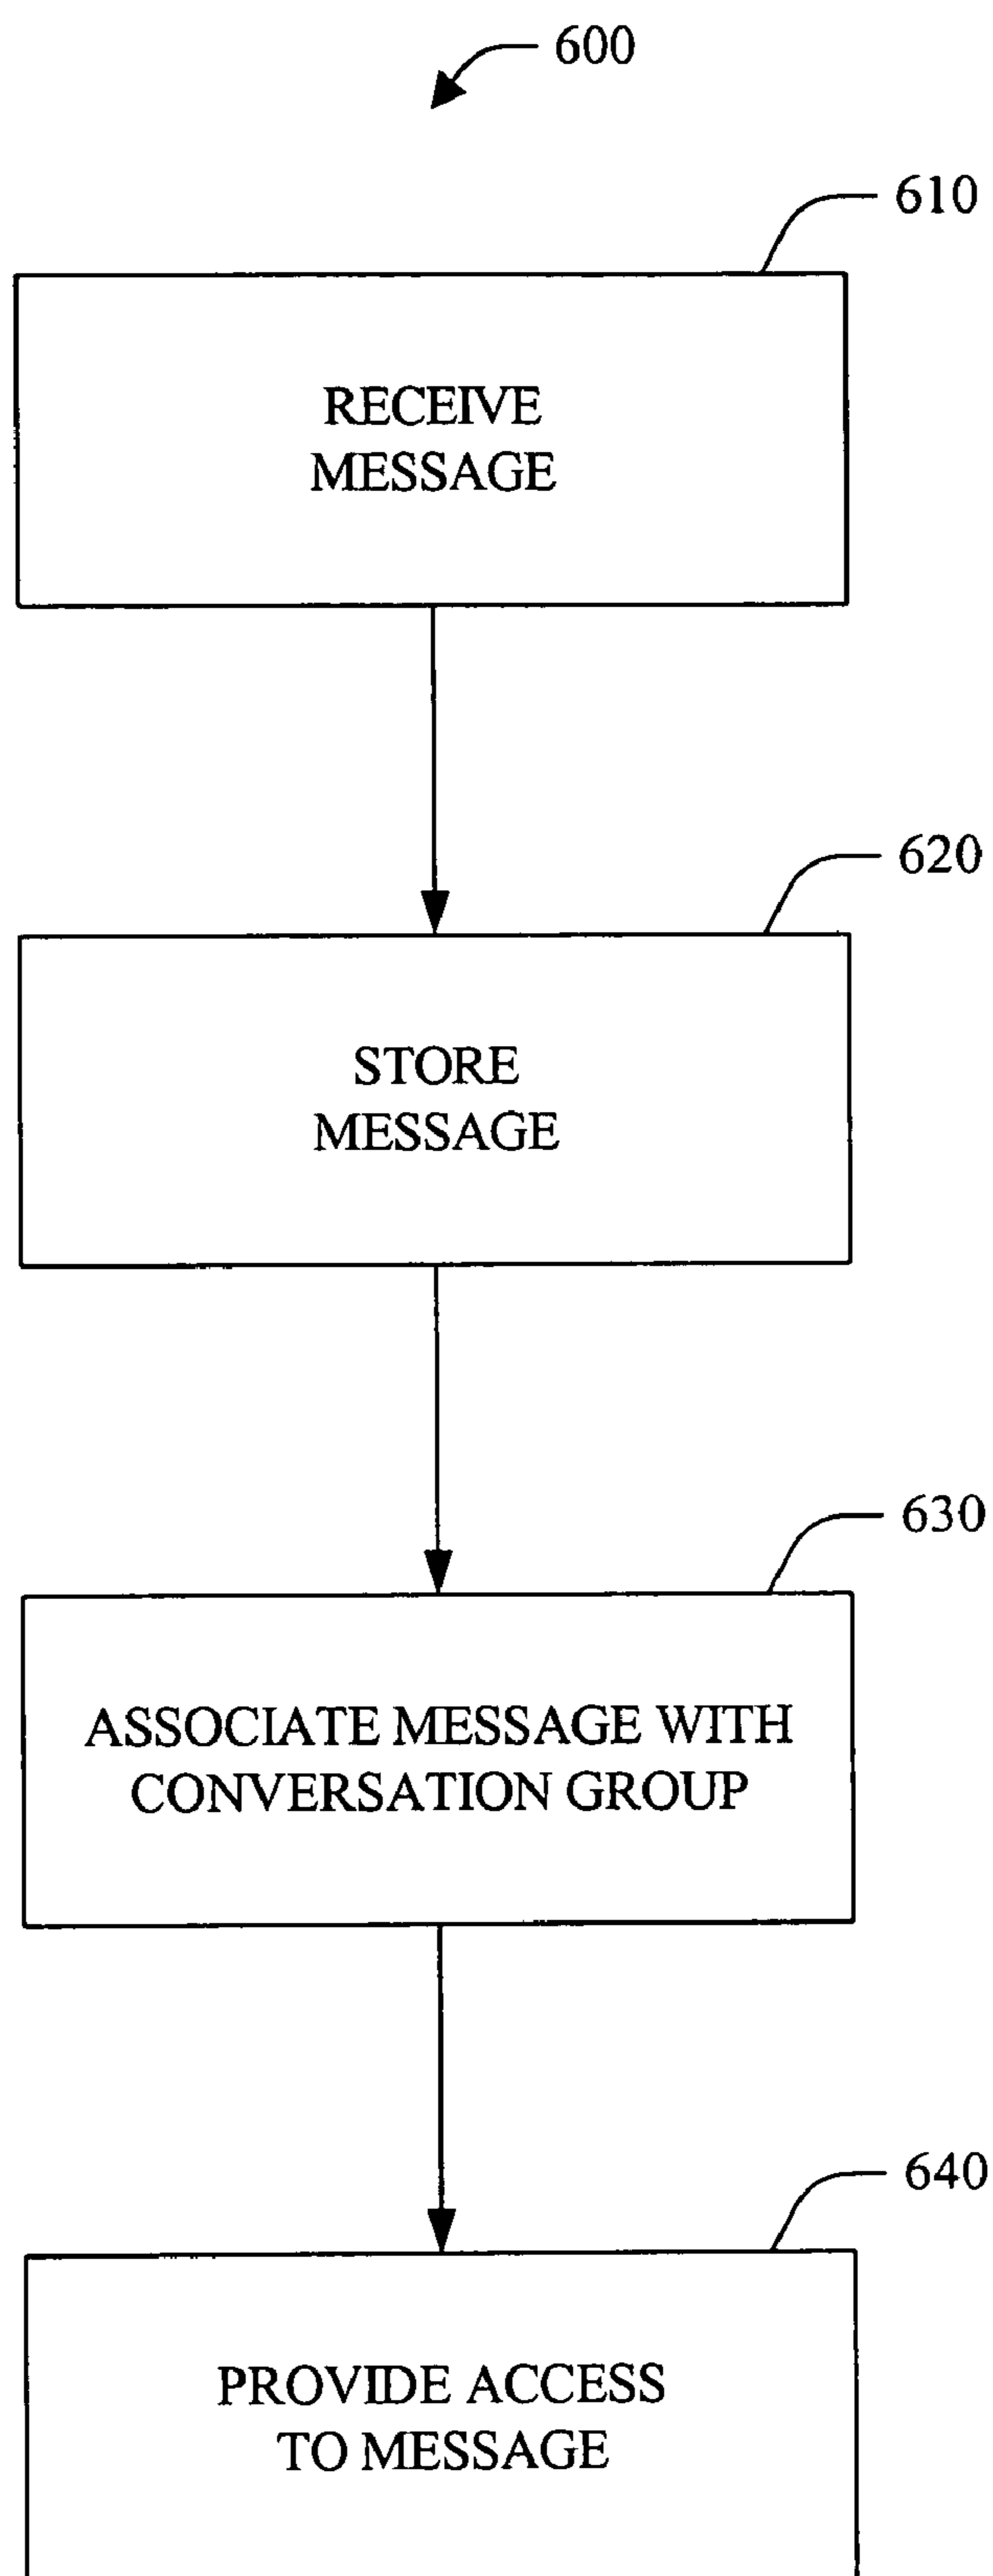 600
610
RECEIVE
MESSAGE
620
STORE
MESSAGE
630
ASSOCIATE MESSAGE WITH
CONVERSATION GROUP
640
PROVIDE ACCESS
TO MESSAGE